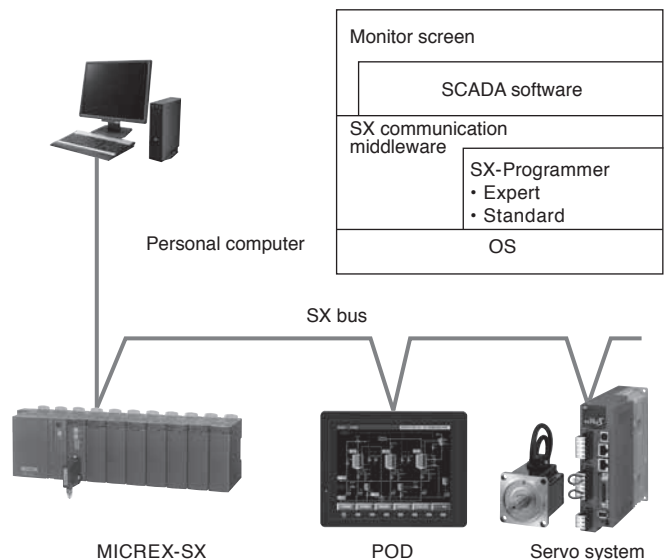 Monitor screen
SCADA software
SX communication
middleware
SX-Programmer
・Expert
・Standard
OS
Personal computer
SX bus
MICREX-SX
POD
Servo system